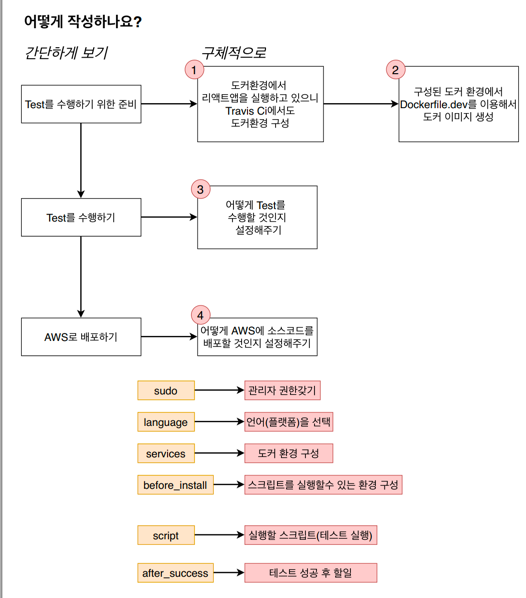 어떻게 작성하나요?
간단하게 보기
구체적으로
Test를 수행하기 위한 준비
1
도커환경에서
리액트앱을 실행하고 있으니
Travis Ci에서도
도커환경 구성
2
구성된 도커 환경에서
Dockerfile.dev를 이용해서
도커 이미지 생성
Test를 수행하기
3
어떻게 Test를
수행할 것인지
설정해주기
AWS로 배포하기
4
어떻게 AWS에 소스코드를
배포할 것인지 설정해주기
sudo
관리자 권한갖기
language
언어(플랫폼)을 선택
services
도커 환경 구성
before_install
스크립트를 실행할수 있는 환경 구성
script
실행할 스크립트(테스트 실행)
after_success
테스트 성공 후 할일